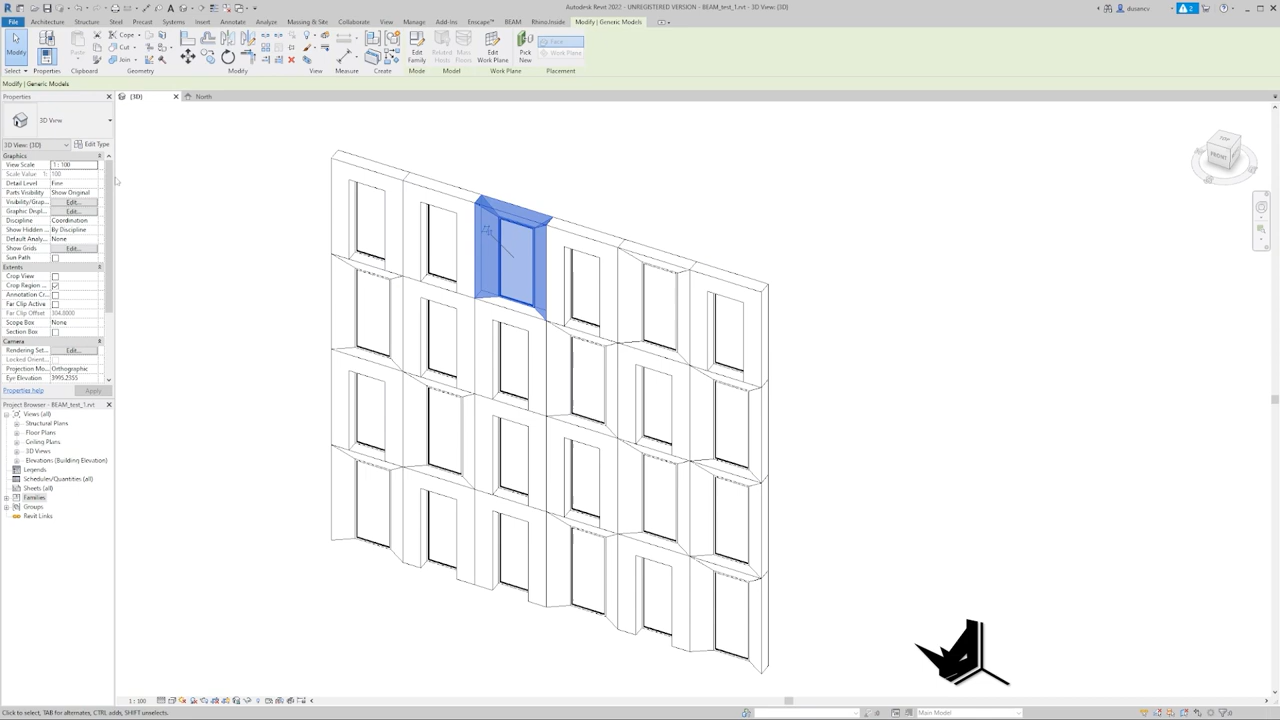 Autodesk Revit 2022 - UNREGISTERED VERSION - BEAM_test_1.rvt - 3D View: {3D}
dusencv
2
File Architecture Structure Steel Precast Systems Insert Annotate Analyze Massing & Site Collaborate View Manage Add-Ins Enscape™ BEAM Rhino.Inside Modify | Generic Models
Cope
Cut
Join
Modify
Paste
Edit Family
Related Hosts
Mass Floors
Edit Work Plane
Pick New
Face
Work Plane
Select Properties Clipboard Geometry Modify View Measure Create Mode Model Work Plane Placement
Modify | Generic Models
Properties
{3D}
North
3D View
3D View: {3D}
Edit Type
Graphics
View Scale 1 : 100
Scale Value 1: 100
Detail Level Fine
Parts Visibility Show Original
Visibility/Grap... Edit...
Graphic Displ... Edit...
Discipline Coordination
Show Hidden ... By Discipline
Default Analy... None
Show Grids Edit...
Sun Path
Extents
Crop View
Crop Region ...
Annotation Cr...
Far Clip Active
Far Clip Offset 304.8000
Scope Box None
Section Box
Camera
Rendering Set... Edit...
Locked Orient...
Projection Mo... Orthographic
Eye Elevation 3995.2355
Properties help
Apply
Project Browser - BEAM_test_1.rvt
Views (all)
Structural Plans
Floor Plans
Ceiling Plans
3D Views
Elevations (Building Elevation)
Legends
Schedules/Quantities (all)
Sheets (all)
Families
Groups
Revit Links
TOP
FRONT
1 : 100
Click to select, TAB for alternates, CTRL adds, SHIFT unselects.
:0
Main Model
:0